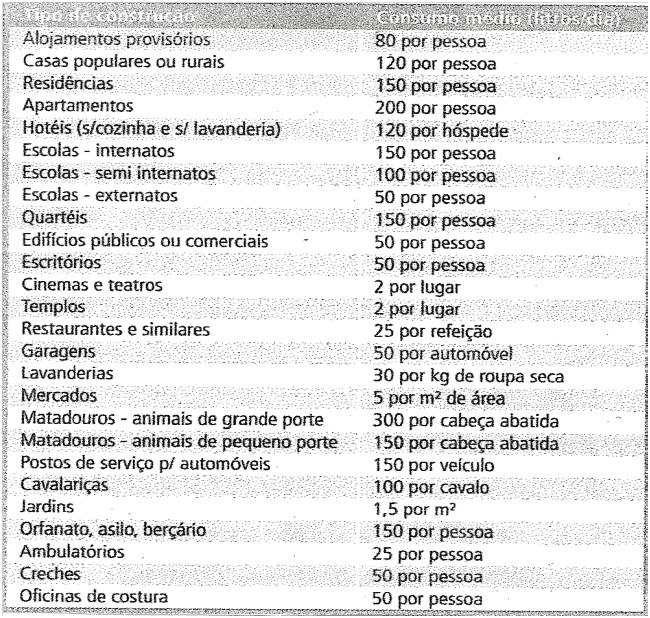 Tipo de construção Consumo médio (litros/dia)
Alojamentos provisórios 80 por pessoa
Casas populares ou rurais 120 por pessoa
Residências 150 por pessoa
Apartamentos 200 por pessoa
Hotéis (s/cozinha e s/ lavanderia) 120 por hóspede
Escolas - internatos 150 por pessoa
Escolas - semi internatos 100 por pessoa
Escolas - externatos 50 por pessoa
Quartéis 150 por pessoa
Edifícios públicos ou comerciais 50 por pessoa
Escritórios 50 por pessoa
Cinemas e teatros 2 por lugar
Templos 2 por lugar
Restaurantes e similares 25 por refeição
Garagens 50 por automóvel
Lavanderias 30 por kg de roupa seca
Mercados 5 por m² de área
Matadouros - animais de grande porte 300 por cabeça abatida
Matadouros - animais de pequeno porte 150 por cabeça abatida
Postos de serviço p/ automóveis 150 por veículo
Cavalariças 100 por cavalo
Jardins 1,5 por m²
Orfanato, asilo, berçário 150 por pessoa
Ambulatórios 25 por pessoa
Creches 50 por pessoa
Oficinas de costura 50 por pessoa